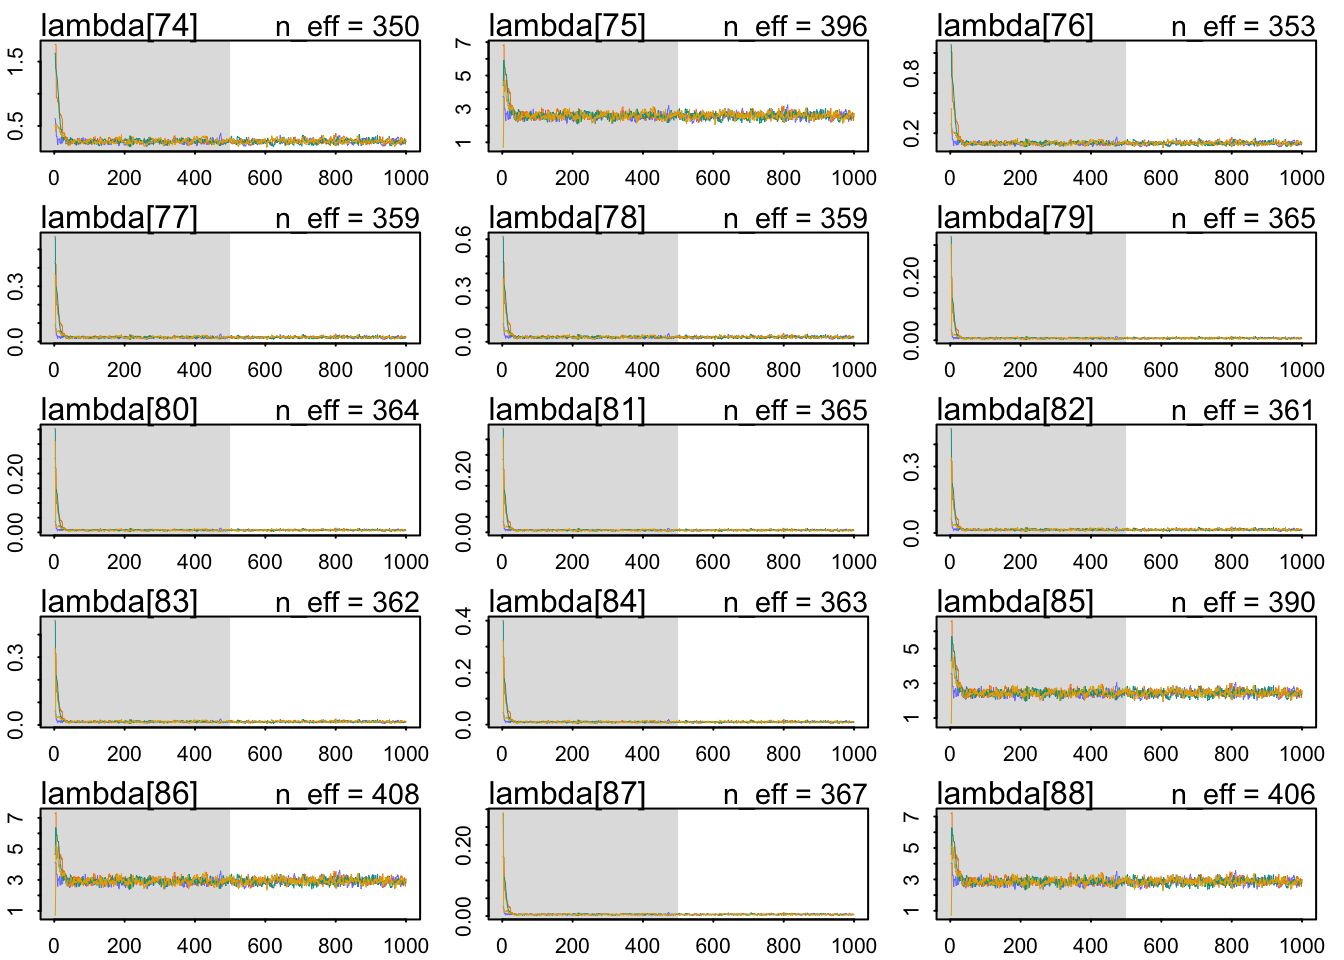 lambda[74] n_eff = 350 lambda[75] n_eff = 396 lambda[76] n_eff = 353
1.5 7 0.8
5
0.5 3 0.2
1
0 200 400 600 800 1000 0 200 400 600 800 1000 0 200 400 600 800 1000
lambda[77] n_eff = 359 lambda[78] n_eff = 359 lambda[79] n_eff = 365
0.6
0.3 0.3 0.20
0.0 0.0 0.00
0 200 400 600 800 1000 0 200 400 600 800 1000 0 200 400 600 800 1000
lambda[80] n_eff = 364 lambda[81] n_eff = 365 lambda[82] n_eff = 361
0.20 0.20 0.3
0.00 0.00 0.0
0 200 400 600 800 1000 0 200 400 600 800 1000 0 200 400 600 800 1000
lambda[83] n_eff = 362 lambda[84] n_eff = 363 lambda[85] n_eff = 390
0.4
0.3 0.2 5
3
0.0 0.0 1
0 200 400 600 800 1000 0 200 400 600 800 1000 0 200 400 600 800 1000
lambda[86] n_eff = 408 lambda[87] n_eff = 367 lambda[88] n_eff = 406
7 0.20 7
5 5
3 3
1 0.00 1
0 200 400 600 800 1000 0 200 400 600 800 1000 0 200 400 600 800 1000